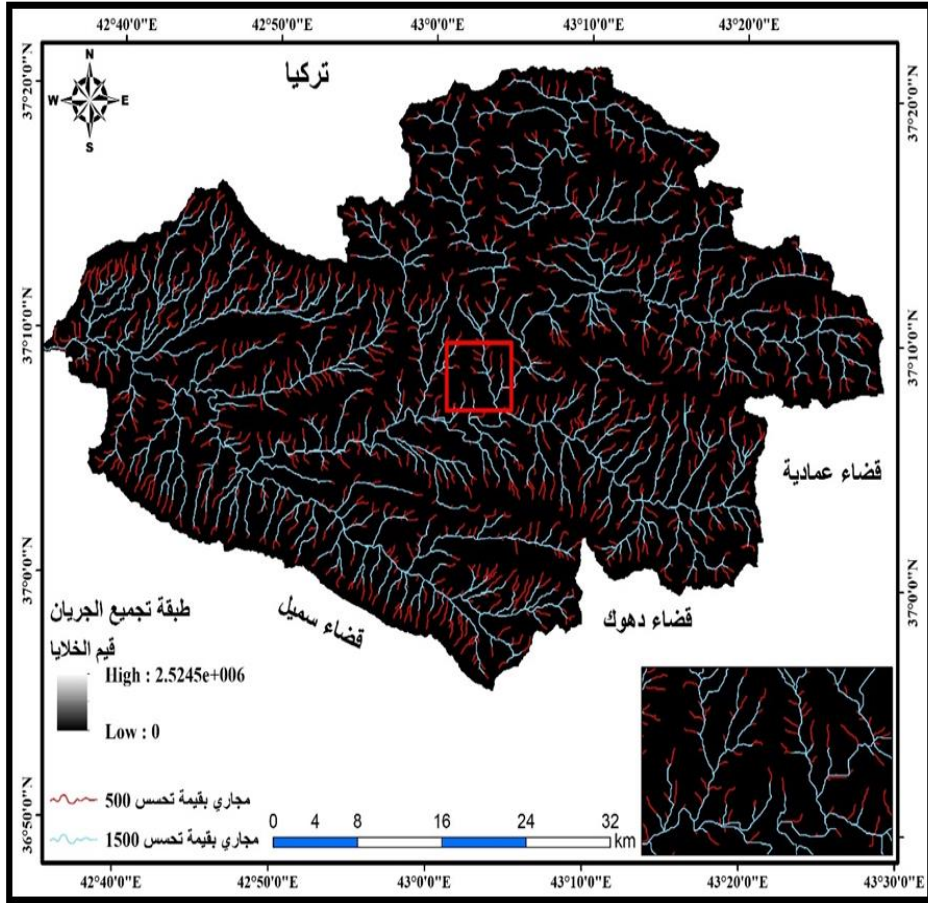 42°40'0"E 42°50'0"E 43°0'0"E 43°10'0"E 43°20'0"E
تركيا
N
W E
S
37°20'0"N 37°20'0"N
37°10'0"N 37°10'0"N
قضاء عمادية
37°0'0"N 37°0'0"N
قضاء سميل
قضاء دهوك
طبقة تجميع الجريان
قيم الخلايا
High : 2.5245e+006
Low : 0
مجاري بقيمة تحسس 500
مجاري بقيمة تحسس 1500
0 4 8 16 24 32
km
36°50'0"N
42°40'0"E 42°50'0"E 43°0'0"E 43°10'0"E 43°20'0"E 43°30'0"E